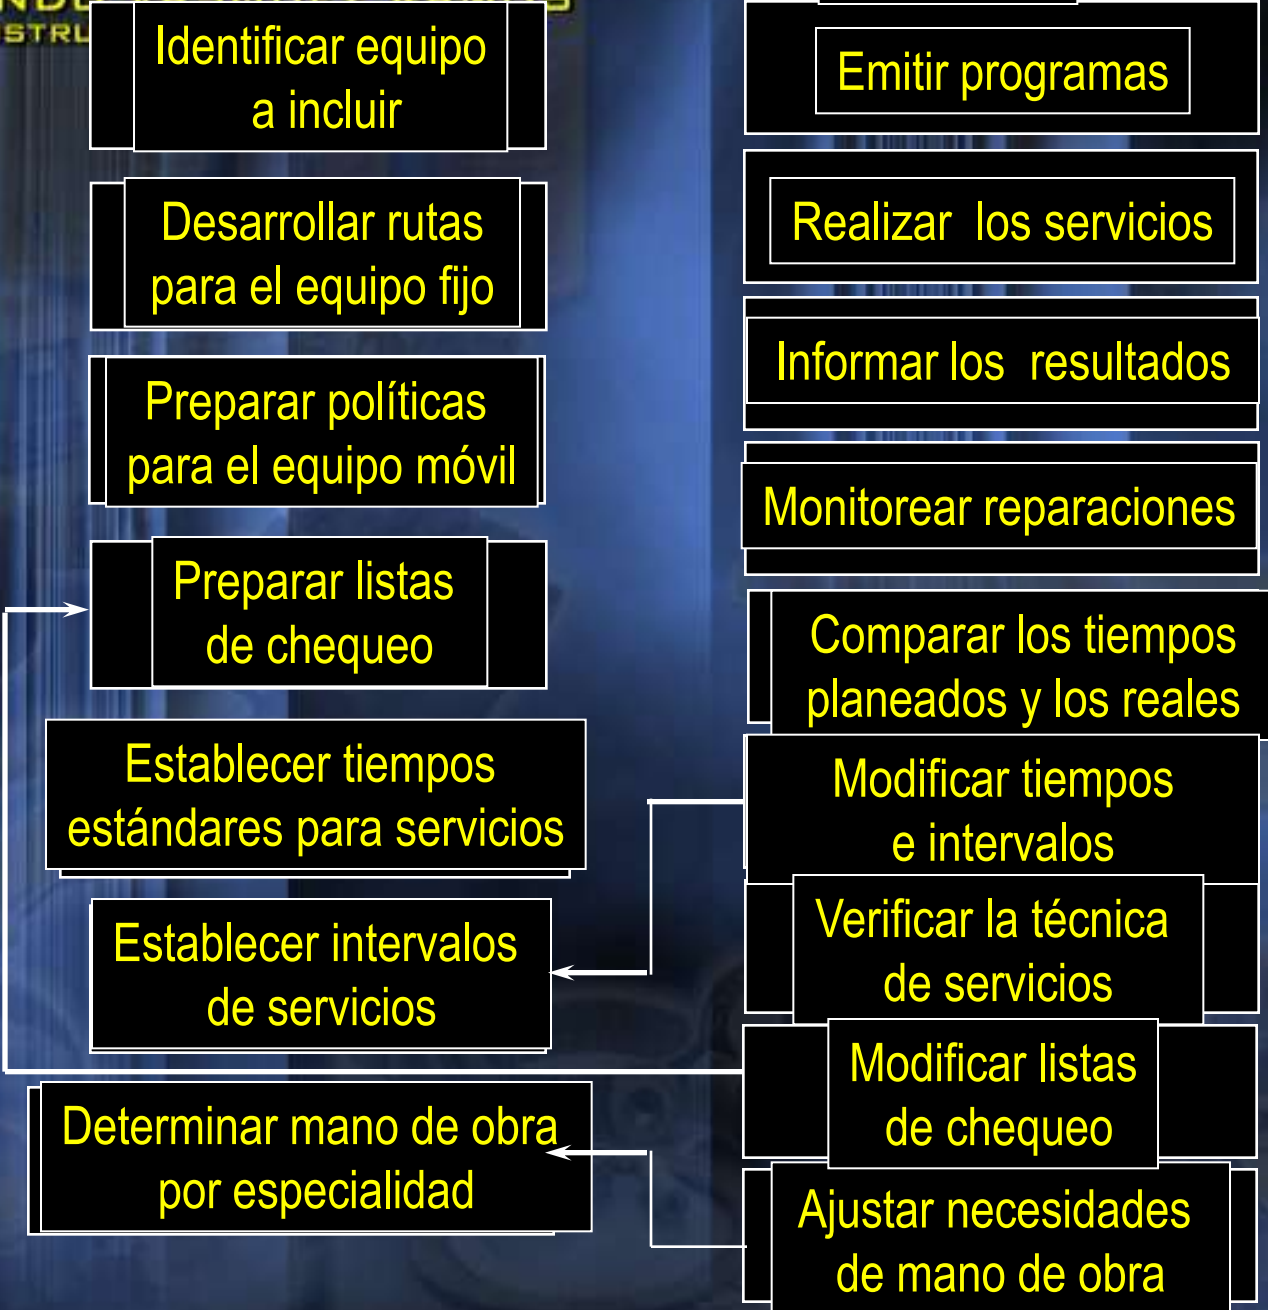 Identificar equipo
a incluir
Desarrollar rutas
para el equipo fijo
Preparar políticas
para el equipo móvil
Preparar listas
de chequeo
Establecer tiempos
estándares para servicios
Establecer intervalos
de servicios
Determinar mano de obra
por especialidad
Emitir programas
Realizar los servicios
Informar los resultados
Monitorear reparaciones
Comparar los tiempos
planeados y los reales
Modificar tiempos
e intervalos
Verificar la técnica
de servicios
Modificar listas
de chequeo
Ajustar necesidades
de mano de obra